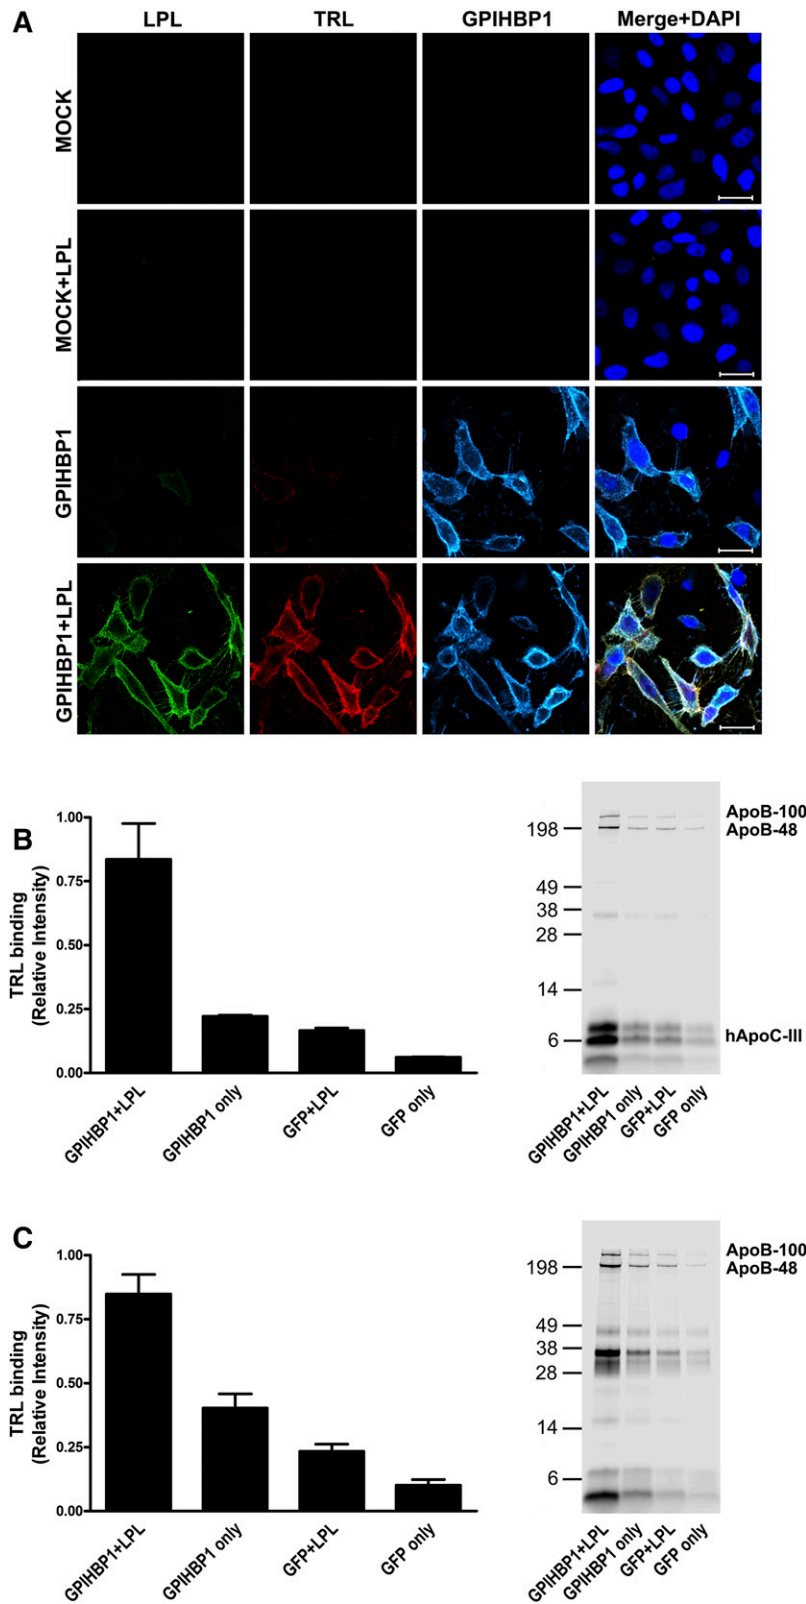 A
LPL TRL GPIHBP1 Merge+DAPI
MOCK
MOCK+LPL
GPIHBP1
GPIHBP1+LPL
B
TRL binding
(Relative Intensity)
1.00
0.75
0.50
0.25
0.00
GPIHBP1+LPL
GPIHBP1 only
GFP+LPL
GFP only
198
49
38
28
14
6
ApoB-100
ApoB-48
hApoC-III
GPIHBP1+LPL
GPIHBP1 only
GFP+LPL
GFP only
C
TRL binding
(Relative Intensity)
1.00
0.75
0.50
0.25
0.00
GPIHBP1+LPL
GPIHBP1 only
GFP+LPL
GFP only
198
49
38
28
14
6
ApoB-100
ApoB-48
GPIHBP1+LPL
GPIHBP1 only
GFP+LPL
GFP only